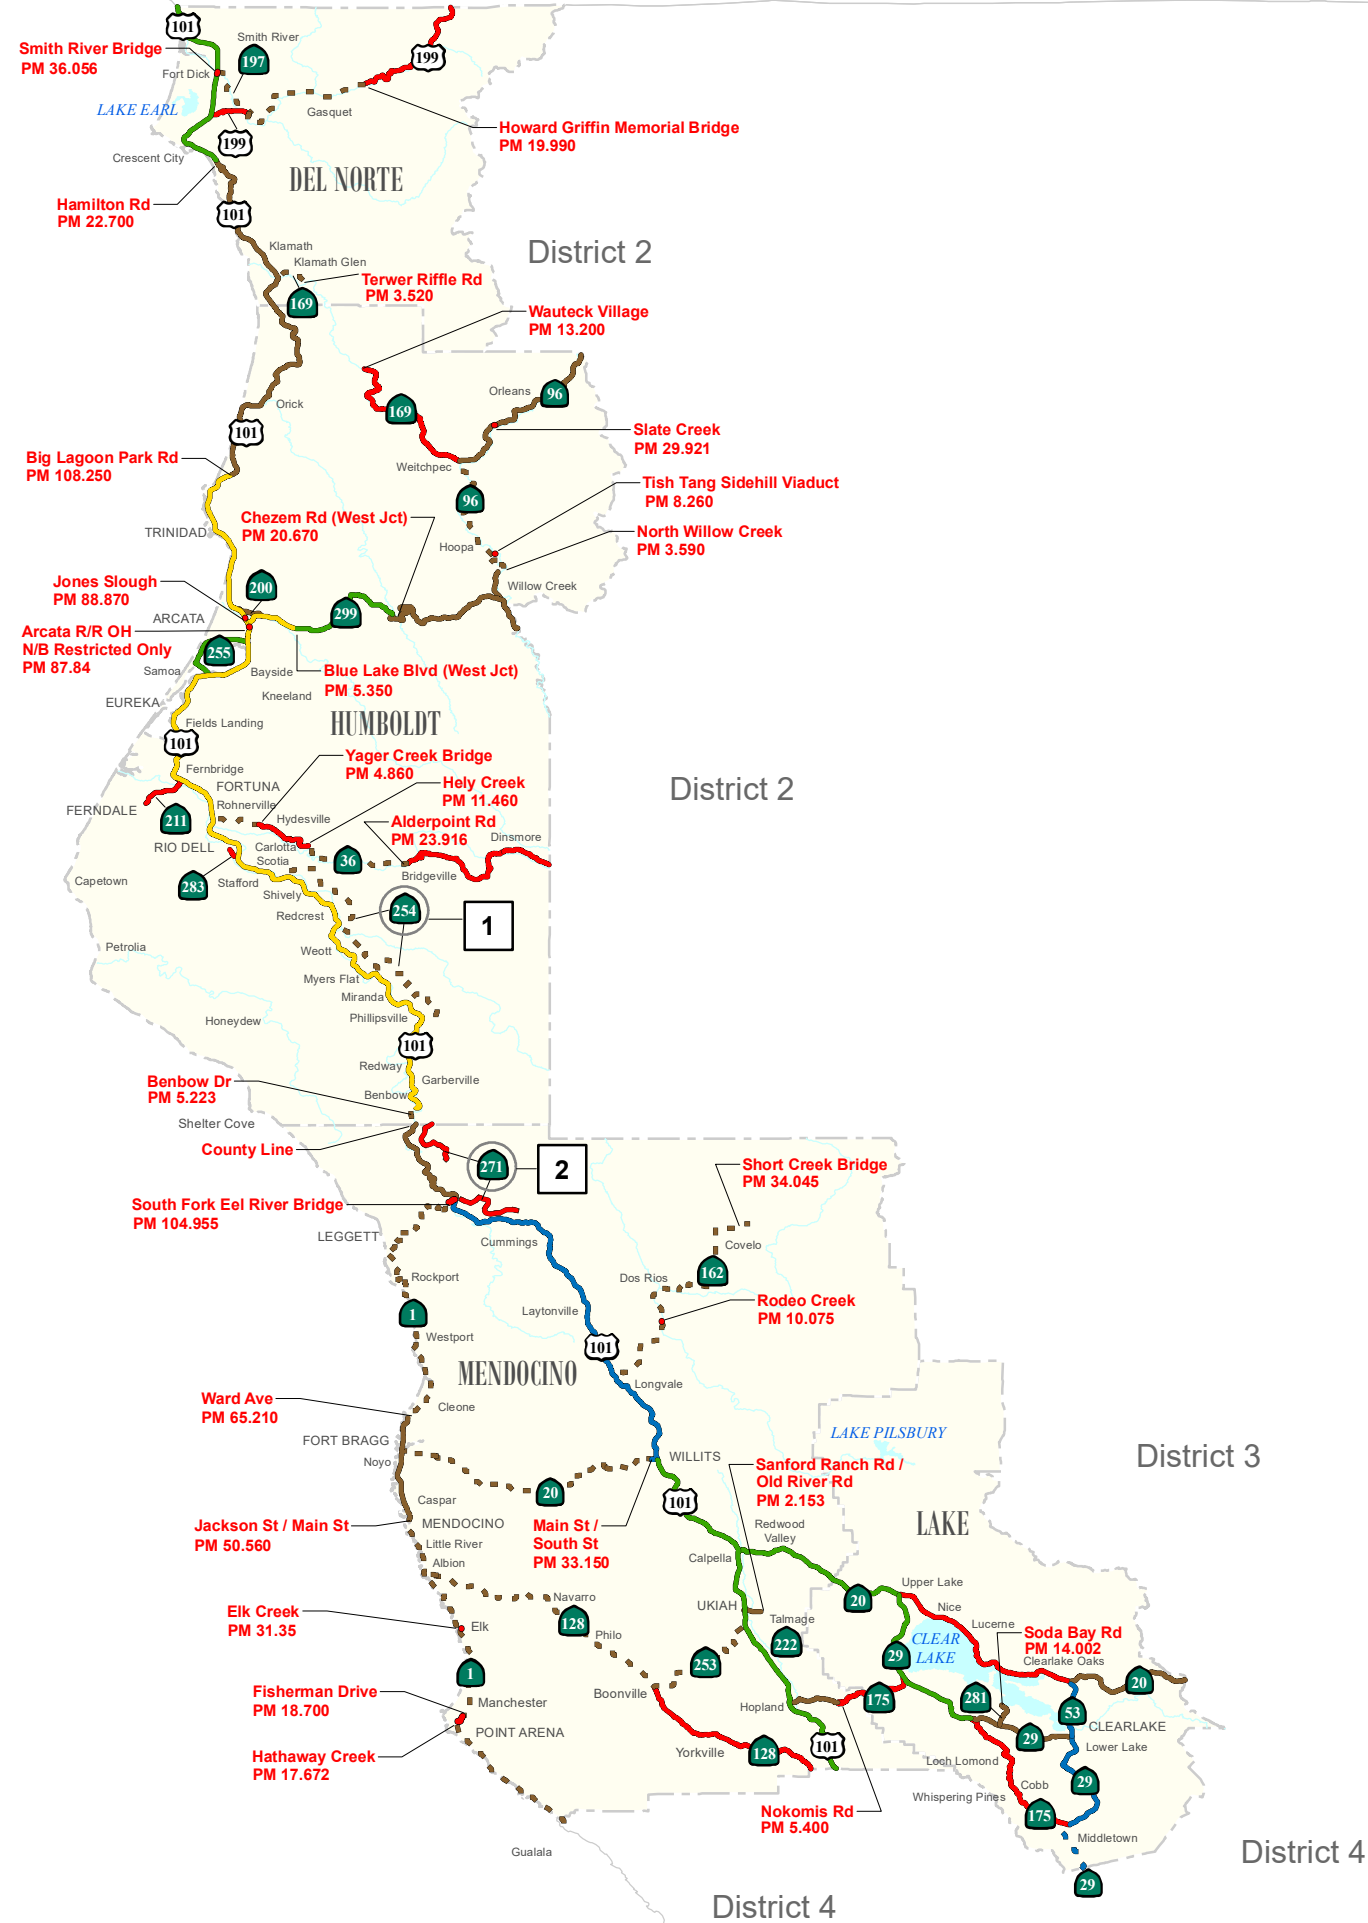 101
Smith River
Smith River Bridge
PM 36.056
197
199
Fort Dick
LAKE EARL
Gasquet
199
Howard Griffin Memorial Bridge
PM 19.990
Crescent City
DEL NORTE
Hamilton Rd
PM 22.700
101
Klamath
District 2
Klamath Glen
Terwer Riffle Rd
PM 3.520
169
Wauteck Village
PM 13.200
Orleans
96
Orick
169
101
Slate Creek
PM 29.921
Big Lagoon Park Rd
PM 108.250
Weitchpec
Tish Tang Sidehill Viaduct
PM 8.260
96
Chezem Rd (West Jct)
PM 20.670
TRINIDAD
North Willow Creek
PM 3.590
Hoopa
Jones Slough
PM 88.870
200
Willow Creek
299
ARCATA
Arcata R/R OH
N/B Restricted Only
PM 87.84
255
Samoa
Bayside
Blue Lake Blvd (West Jct)
PM 5.350
Kneeland
EUREKA
Fields Landing
HUMBOLDT
101
Yager Creek Bridge
PM 4.860
Fernbridge
Hely Creek
PM 11.460
District 2
FORTUNA
Rohnerville
FERNDALE
211
Hydesville
Alderpoint Rd
PM 23.916
Dinsmore
RIO DELL
Carlotta
Scotia
36
Bridgeville
Capetown
283
Stafford
Shively
254
1
Redcrest
Petrolia
Weott
Myers Flat
Miranda
Honeydew
Phillipsville
101
Redway
Garberville
Benbow Dr
PM 5.223
Benbow
Shelter Cove
County Line
271
2
Short Creek Bridge
PM 34.045
South Fork Eel River Bridge
PM 104.955
LEGGETT
Cummings
Covelo
162
Rockport
Dos Rios
1
Laytonville
Rodeo Creek
PM 10.075
Westport
101
MENDOCINO
Longvale
Ward Ave
PM 65.210
Cleone
LAKE PILSBURY
FORT BRAGG
Noyo
WILLITS
Sanford Ranch Rd /
Old River Rd
PM 2.153
District 3
20
101
Caspar
Jackson St / Main St
PM 50.560
MENDOCINO
Main St /
South St
PM 33.150
Redwood
Valley
LAKE
Little River
Albion
Calpella
Upper Lake
Navarro
20
Nice
Elk Creek
PM 31.35
Elk
128
UKIAH
Talmage
Lucerne
Philo
222
CLEAR
LAKE
Soda Bay Rd
PM 14.002
29
Clearlake Oaks
253
1
20
Fisherman Drive
PM 18.700
Manchester
Boonville
Hopland
175
281
53
POINT ARENA
CLEARLAKE
Hathaway Creek
PM 17.672
Yorkville
128
101
29
Lower Lake
Loch Lomond
29
Cobb
Whispering Pines
Nokomis Rd
PM 5.400
175
Middletown
Gualala
District 4
29
District 4